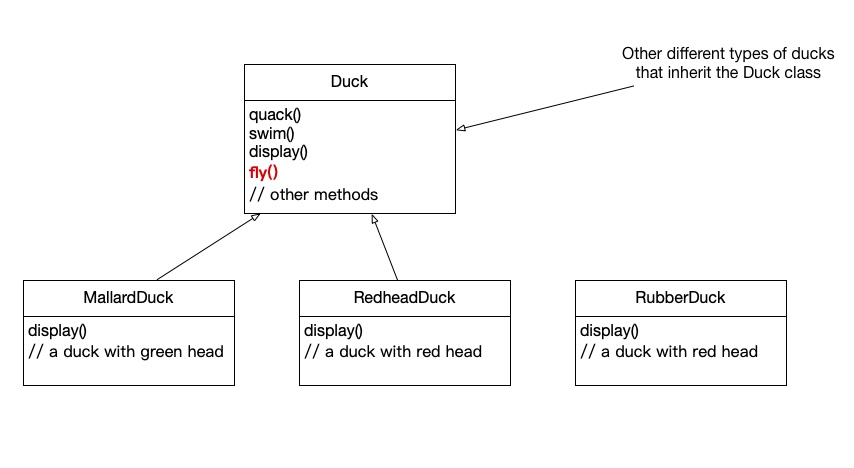 Other different types of ducks
that inherit the Duck class
Duck
quack()
swim()
display()
fly()
// other methods
MallardDuck
display()
// a duck with green head
RedheadDuck
display()
// a duck with red head
RubberDuck
display()
// a duck with red head